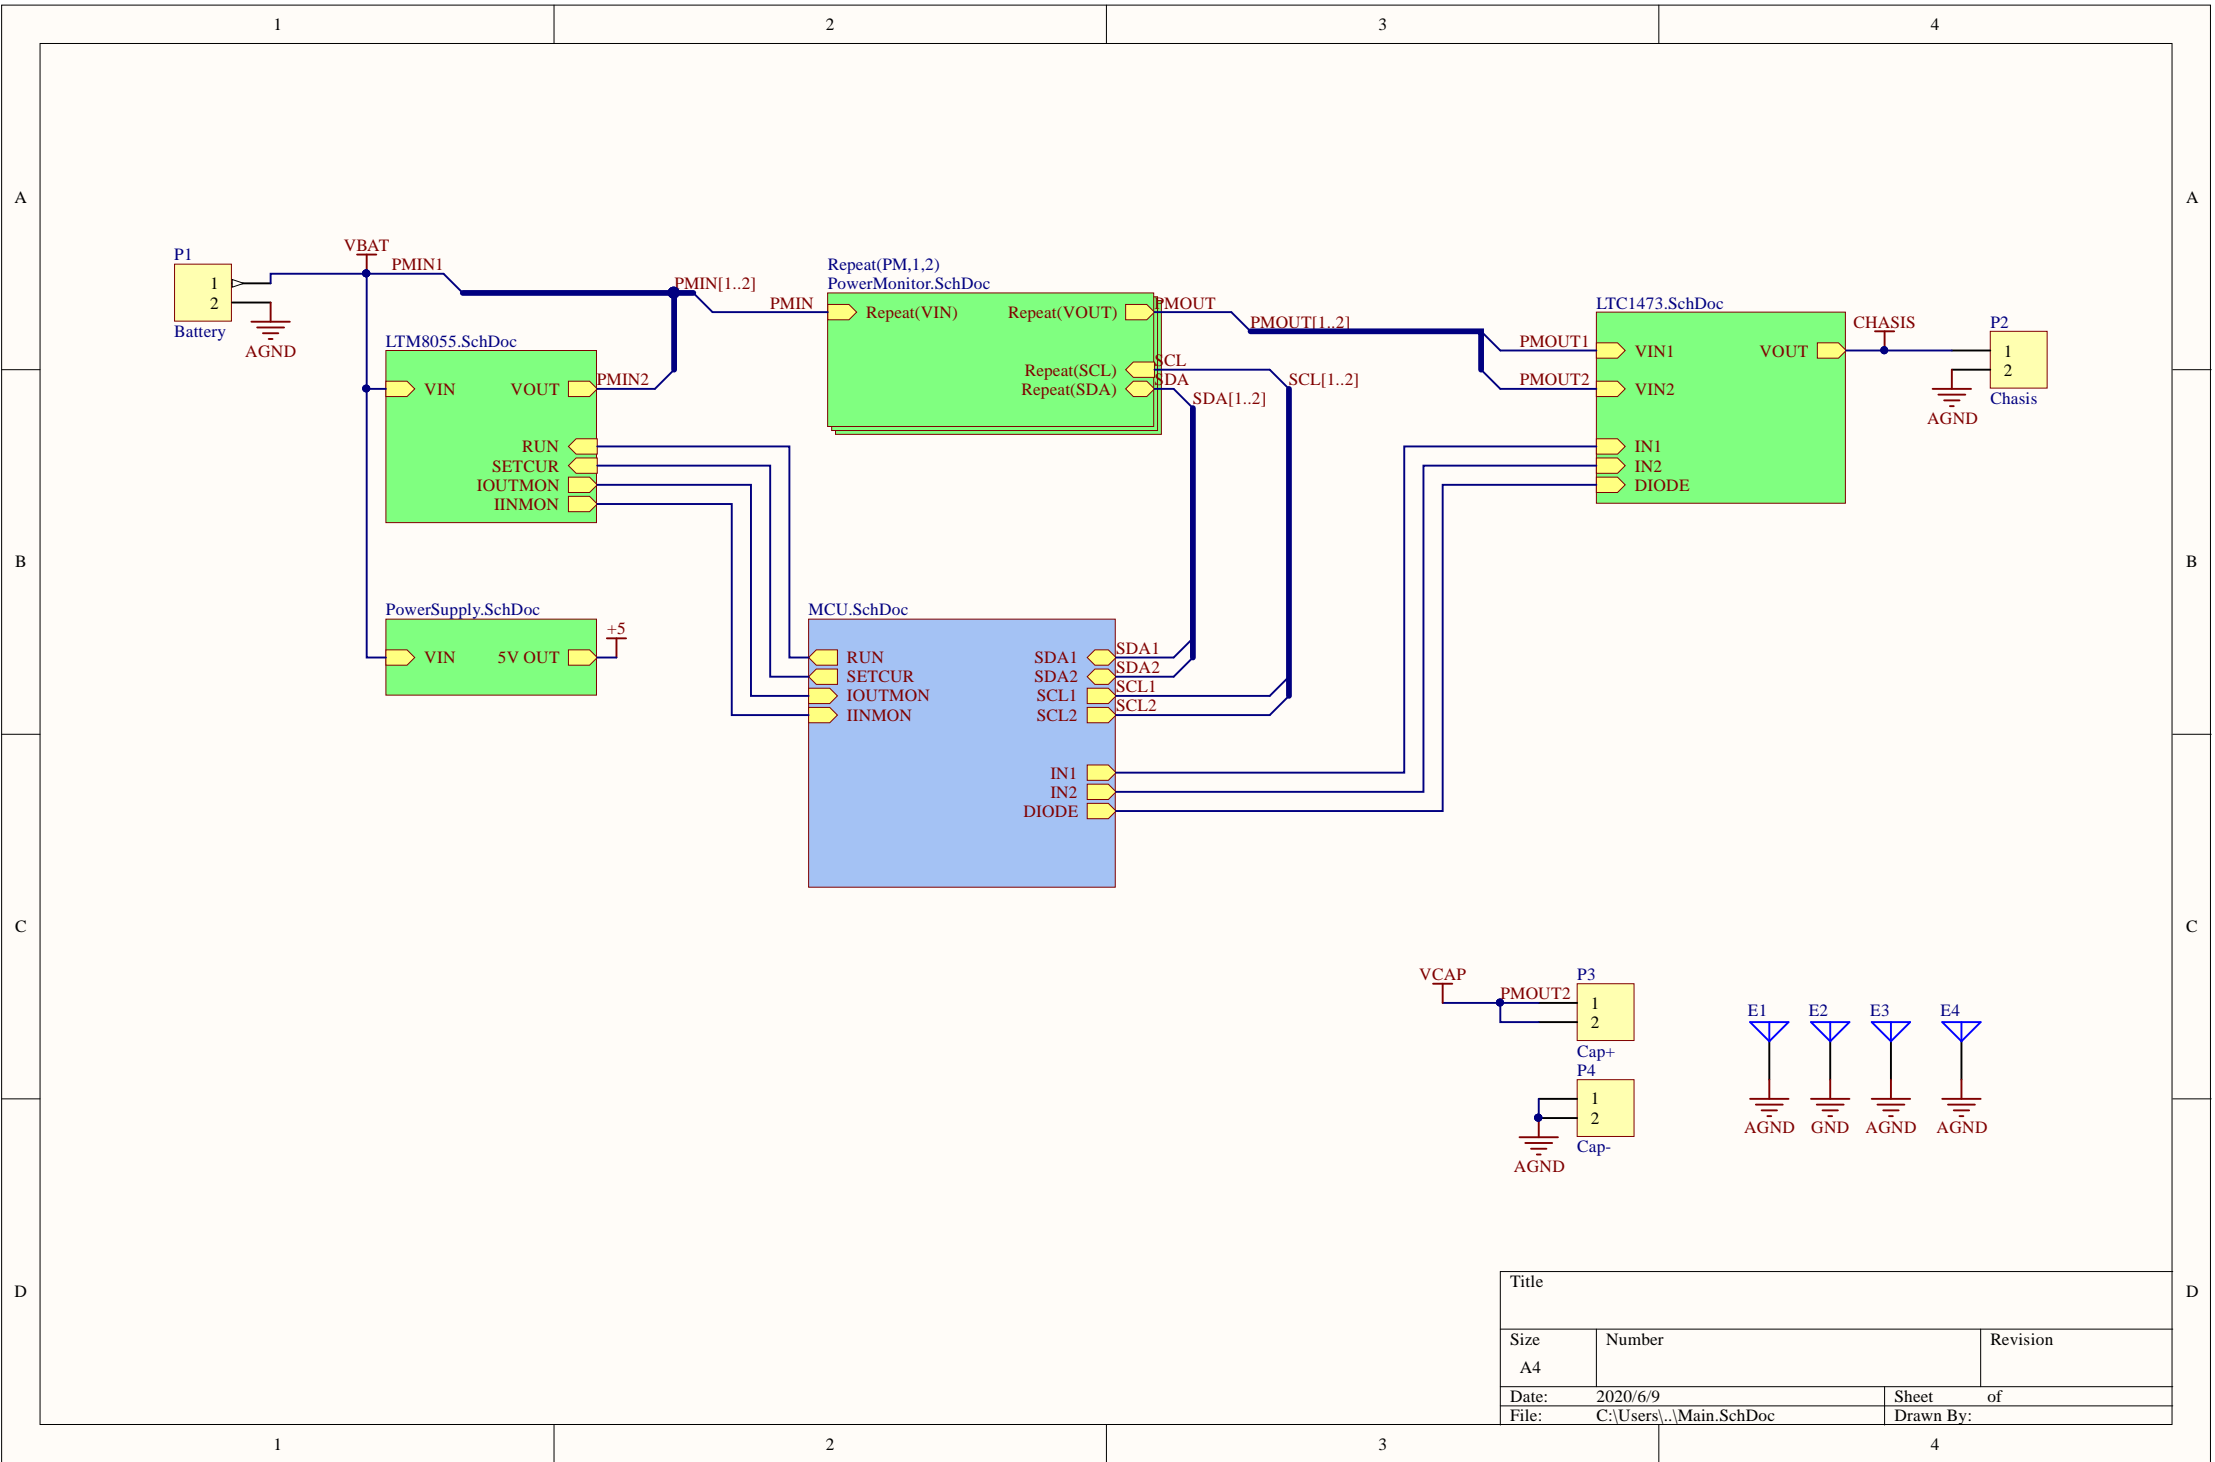 1 2 3 4
A A
B B
C C
D D
1 2 3 4
P1
1
2
Battery
AGND
VBAT
PMIN1
PMIN[1..2]
PMIN
LTM8055.SchDoc
VIN VOUT
PMIN2
RUN
SETCUR
IOUTMON
IINMON
PowerSupply.SchDoc
VIN 5V OUT
+5
Repeat(PM,1,2)
PowerMonitor.SchDoc
Repeat(VIN) Repeat(VOUT)
Repeat(SCL)
Repeat(SDA)
PMOUT
SCL
SDA
PMOUT[1..2]
SCL[1..2]
SDA[1..2]
MCU.SchDoc
RUN SDA1
SETCUR SDA2
IOUTMON SCL1
IINMON SCL2
IN1
IN2
DIODE
SDA1
SDA2
SCL1
SCL2
PMOUT1
PMOUT2
LTC1473.SchDoc
VIN1 VOUT
VIN2
IN1
IN2
DIODE
CHASIS
P2
1
2
Chasis
AGND
VCAP
PMOUT2
P3
1
2
Cap+
P4
1
2
Cap-
AGND
E1 E2 E3 E4
AGND GND AGND AGND
Title
Size Number Revision
A4
Date: 2020/6/9 Sheet of
File: C:\Users\..\Main.SchDoc Drawn By: